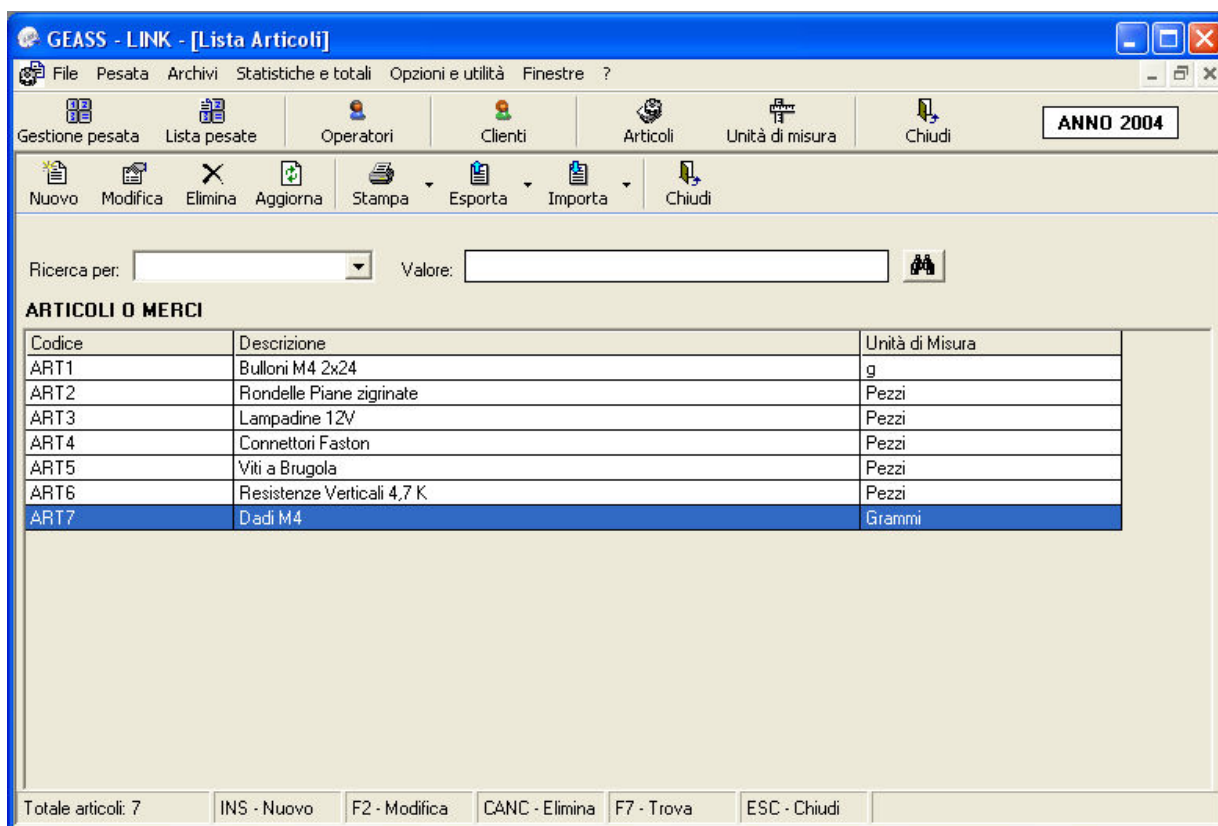 GEASS - LINK - [Lista Articoli]
File Pesata Archivi Statistiche e totali Opzioni e utilità Finestre ?
Gestione pesata Lista pesate Operatori Clienti Articoli Unità di misura Chiudi ANNO 2004
Nuovo Modifica Elimina Aggiorna Stampa Esporta Importa Chiudi
Ricerca per: Valore:
ARTICOLI O MERCI
Codice Descrizione Unità di Misura
ART1 Bulloni M4 2x24 g
ART2 Rondelle Piane zigrinate Pezzi
ART3 Lampadine 12V Pezzi
ART4 Connettori Faston Pezzi
ART5 Viti a Brugola Pezzi
ART6 Resistenze Verticali 4,7 K Pezzi
ART7 Dadi M4 Grammi
Totale articoli: 7 INS - Nuovo F2 - Modifica CANC - Elimina F7 - Trova ESC - Chiudi